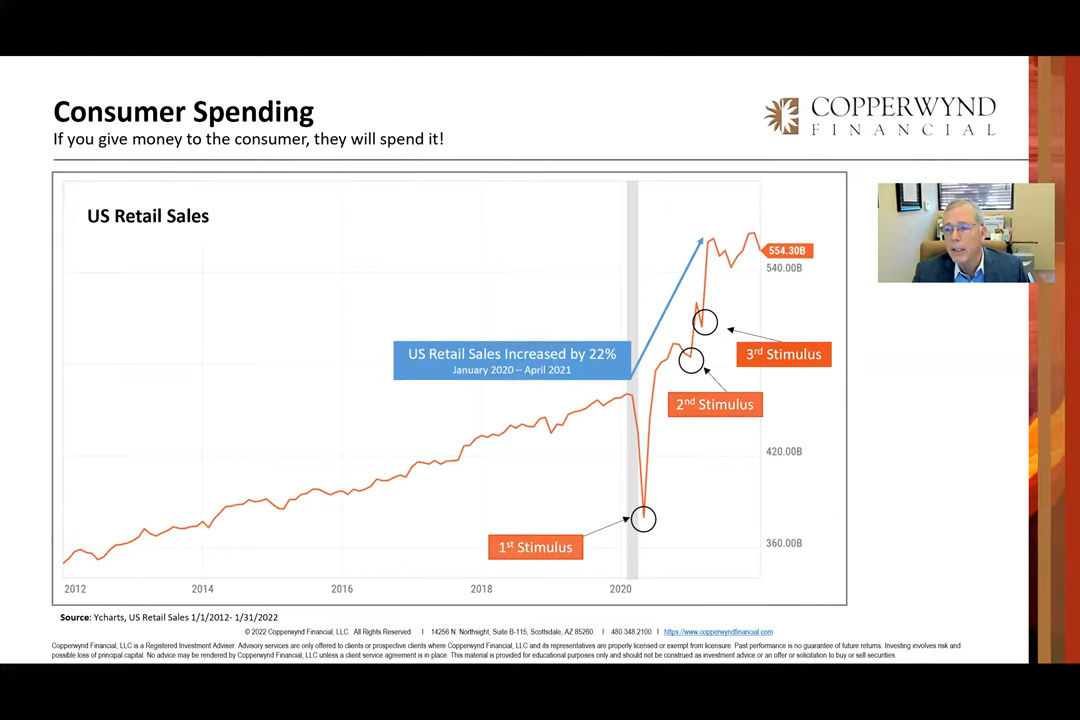 Consumer Spending
If you give money to the consumer, they will spend it!
COPPERWYND
FINANCIAL
US Retail Sales
554.30B
540.00B
US Retail Sales Increased by 22%
January 2020 – April 2021
3rd Stimulus
2nd Stimulus
420.00B
1st Stimulus
360.00B
2012 2014 2016 2018 2020
Source: Ycharts, US Retail Sales 1/1/2012- 1/31/2022
© 2022 Copperwynd Financial, LLC. All Rights Reserved. I 14256 N. Northsight, Suite B-115, Scottsdale, AZ 85260. I 480.348.2100 I https://www.copperwyndfinancial.com
Copperwynd Financial, LLC is a Registered Investment Adviser. Advisory services are only offered to clients or prospective clients where Copperwynd Financial, LLC and its representatives are properly licensed or exempt from licensure. Past performance is no guarantee of future returns. Investing involves risk and
possible loss of principal capital. No advice may be rendered by Copperwynd Financial, LLC unless a client service agreement is in place. This material is provided for educational purposes only and should not be construed as investment advice or an offer or solicitation to buy or sell securities.